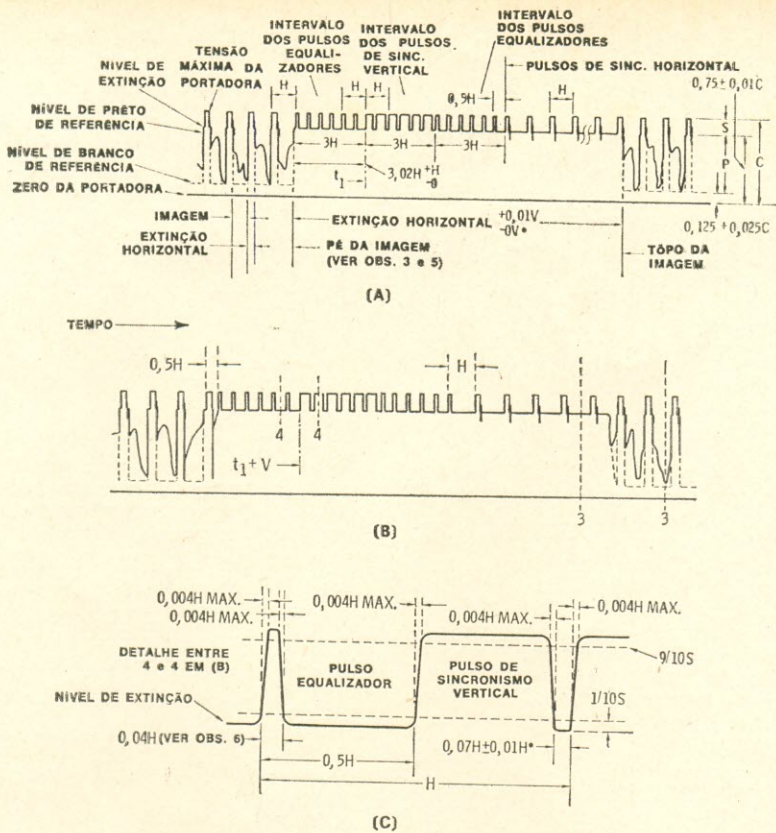 INTERVALO
DOS PULSOS
EQUALI-
ZADORES
INTERVALO
DOS PULSOS
DE SINC.
VERTICAL
INTERVALO
DOS PULSOS
EQUALIZADORES
TENSÃO
MÁXIMA DA
PORTADORA
NÍVEL DE
EXTINÇÃO
PULSOS DE SINC. HORIZONTAL
0,75± 0,01C
H
H
H
0,5H
H
NÍVEL DE PRÊTO
DE REFERÊNCIA
S
P
C
NÍVEL DE BRANCO
DE REFERÊNCIA
3H
3H
3H
t1
3,02H +H -0
ZERO DA PORTADORA
IMAGEM
EXTINÇÃO HORIZONTAL +0,01V -0V*
0,125 ± 0,025C
EXTINÇÃO
HORIZONTAL
PÉ DA IMAGEM
(VER OBS. 3 e 5)
TÔPO DA
IMAGEM
(A)
TEMPO
0,5H
H
4
4
t1 + V
3
3
(B)
0,004H MAX.
0,004H MAX.
0,004H MAX.
0,004H MAX.
0,004H MAX.
DETALHE ENTRE
4 e 4 EM (B)
PULSO
EQUALIZADOR
PULSO DE
SINCRONISMO
VERTICAL
9/10S
NÍVEL DE EXTINÇÃO
1/10S
0,04H (VER OBS. 6)
0,5H
0,07H±0,01H*
H
(C)